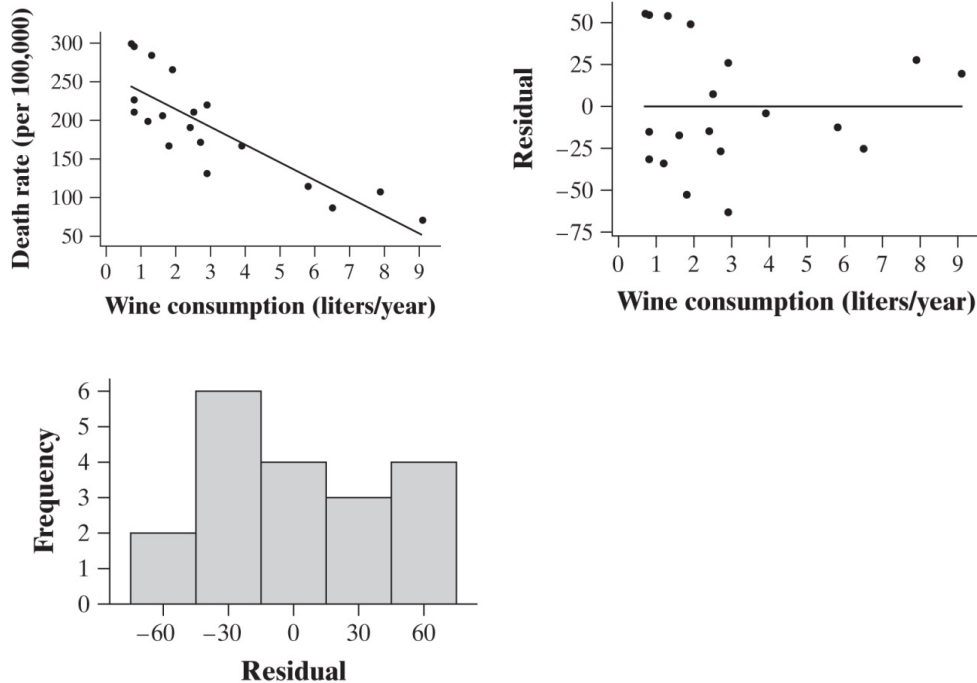 Death rate (per 100,000)
300
250
200
150
100
50
0 1 2 3 4 5 6 7 8 9
Wine consumption (liters/year)
Residual
50
25
0
−25
−50
−75
0 1 2 3 4 5 6 7 8 9
Wine consumption (liters/year)
Frequency
6
5
4
3
2
1
0
−60 −30 0 30 60
Residual